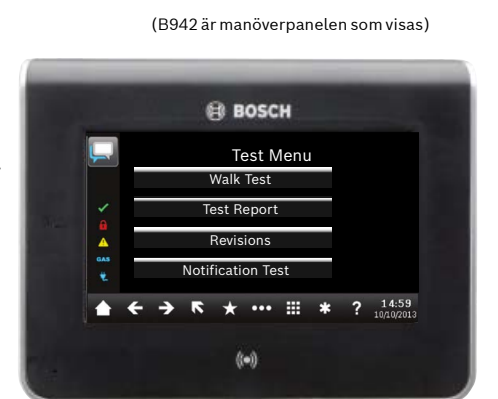 (B942 är manöverpanelen som visas)
BOSCH
Test Menu
Walk Test
Test Report
Revisions
GAS
Notification Test
? 14:59
10/10/2013